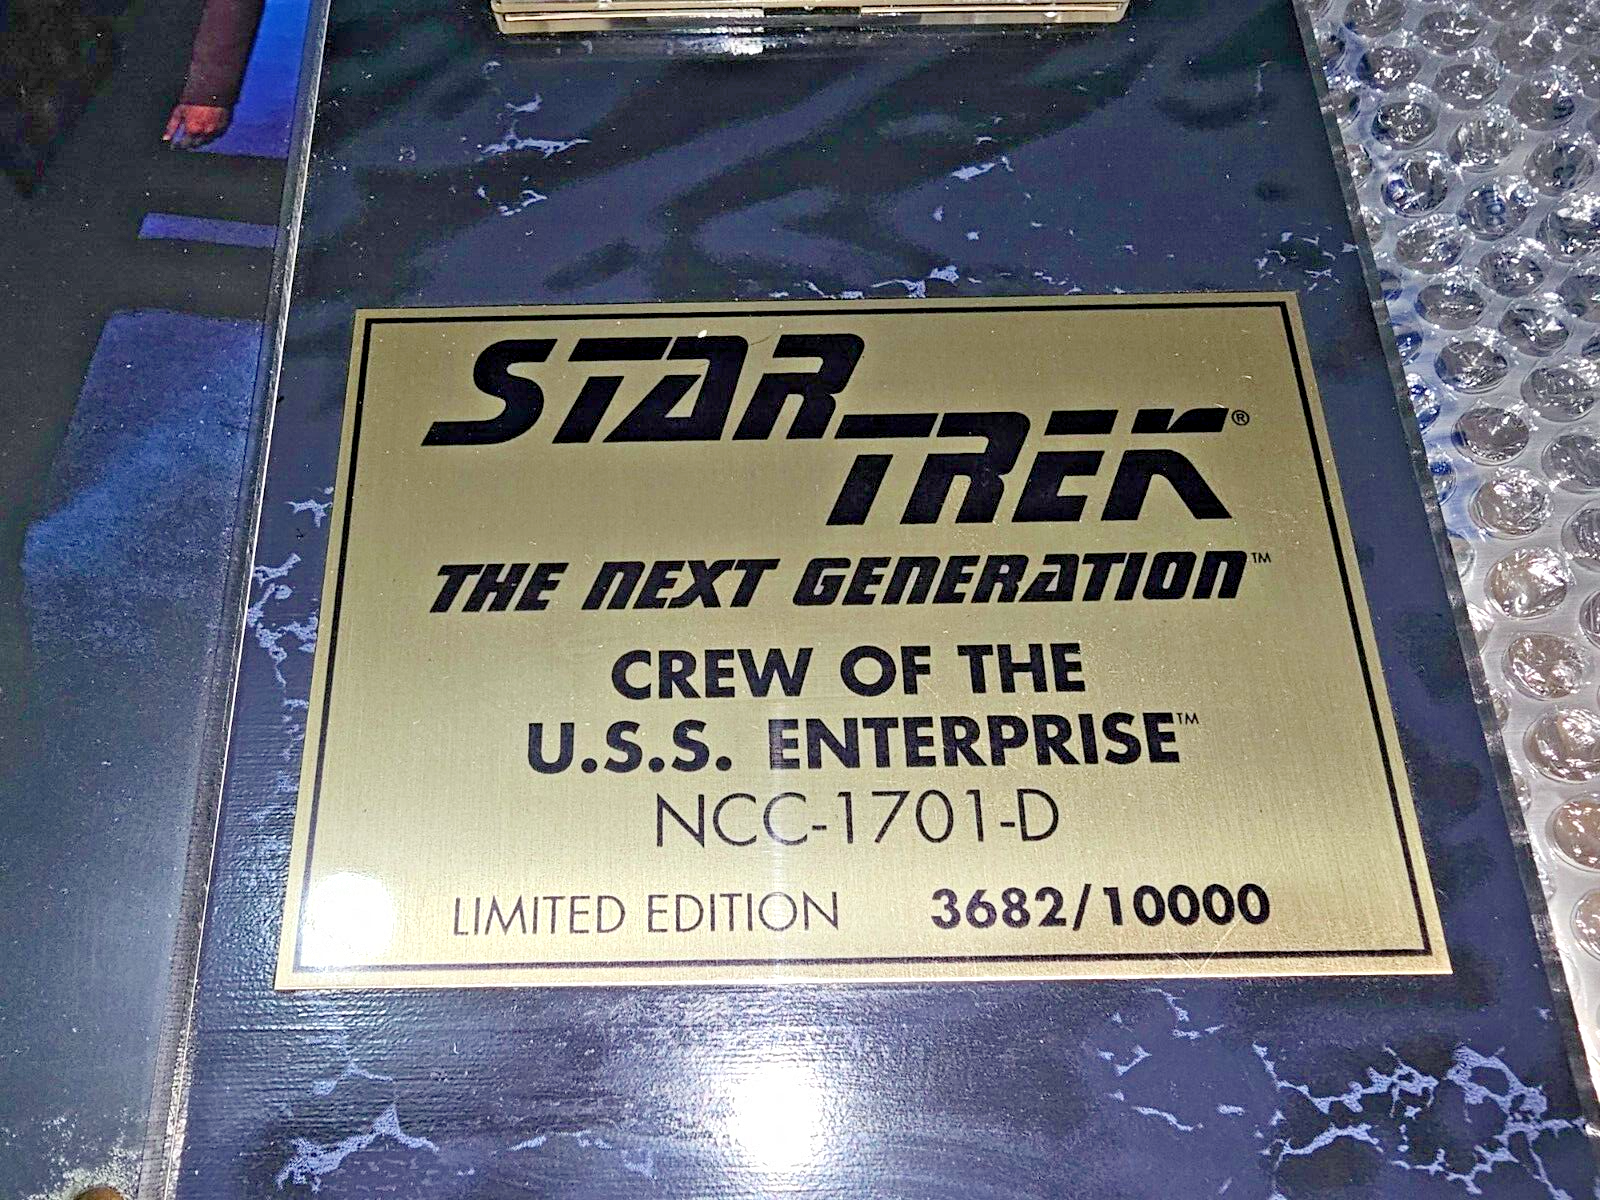 STAR
TREK®
THE NEXT GENERATION™
CREW OF THE
U.S.S. ENTERPRISE™
NCC-1701-D
LIMITED EDITION 3682/10000